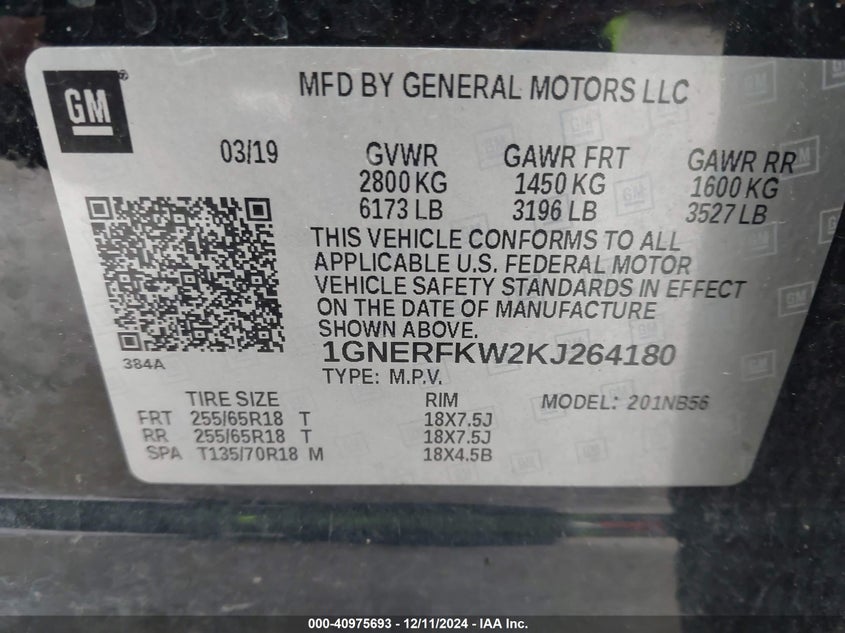 GM®
MFD BY GENERAL MOTORS LLC
03/19 GVWR GAWR FRT GAWR RR
2800 KG 1450 KG 1600 KG
6173 LB 3196 LB 3527 LB
THIS VEHICLE CONFORMS TO ALL
APPLICABLE U.S. FEDERAL MOTOR
VEHICLE SAFETY STANDARDS IN EFFECT
ON THE DATE OF MANUFACTURE
SHOWN ABOVE.
384A
1GNERFKW2KJ264180
TYPE: M.P.V.
TIRE SIZE RIM MODEL: 201NB56
FRT 255/65R18 T 18X7.5J
RR 255/65R18 T 18X7.5J
SPA T135/70R18 M 18X4.5B
000-40975693 - 12/11/2024 - IAA Inc.